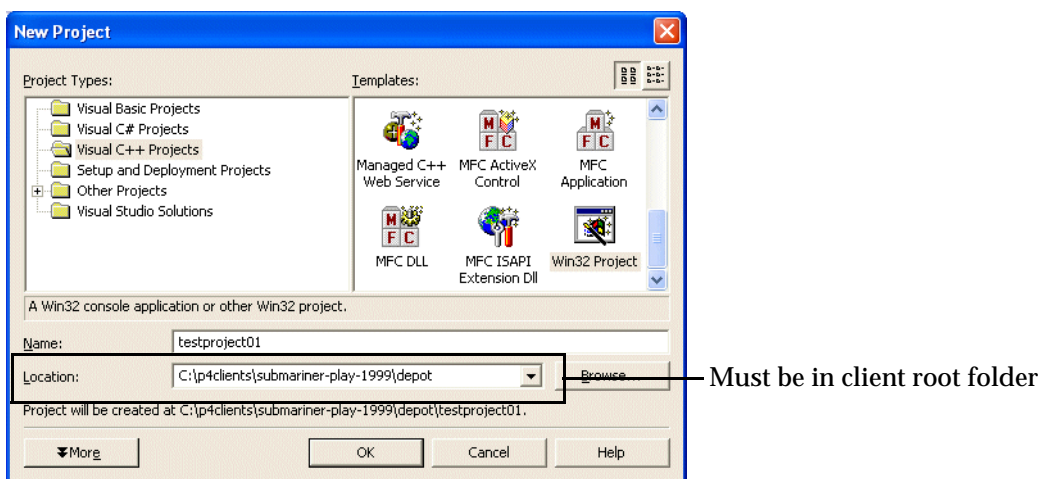 New Project
Project Types:
Templates:
Visual Basic Projects
Visual C# Projects
Visual C++ Projects
Setup and Deployment Projects
Other Projects
Visual Studio Solutions
Managed C++
Web Service
MFC ActiveX
Control
MFC
Application
MFC DLL
MFC ISAPI
Extension Dll
Win32 Project
A Win32 console application or other Win32 project.
Name:
testproject01
Location:
C:\p4clients\submariner-play-1999\depot
Browse...
Must be in client root folder
Project will be created at C:\p4clients\submariner-play-1999\depot\testproject01.
More
OK
Cancel
Help